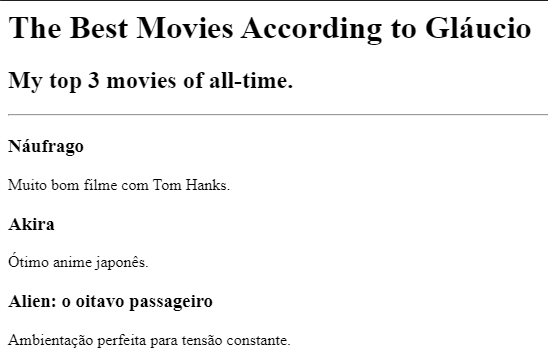 The Best Movies According to Gláucio
My top 3 movies of all-time.
Náufrago
Muito bom filme com Tom Hanks.
Akira
Ótimo anime japonês.
Alien: o oitavo passageiro
Ambientação perfeita para tensão constante.